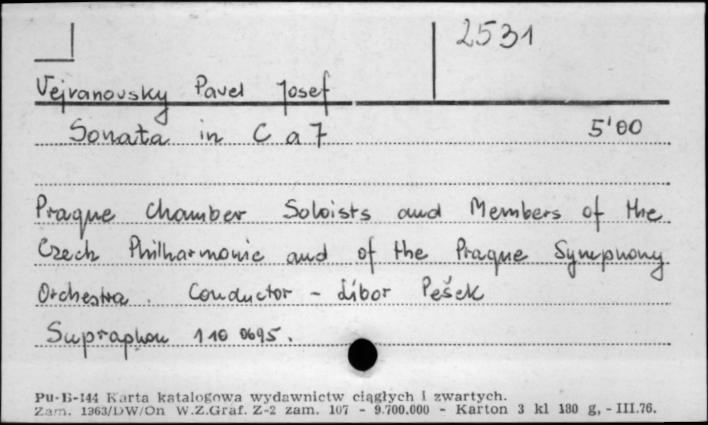 2531
Vejvanovsky Pavel Josef
Sonata in C a 7 5'00
Prague Chamber Soloists and Members of the
Czech Philharmonic and of the Prague Symphony
Orchestra. Conductor - Libor Pešek
Supraphon 110 0695.
Pu-B-144 Karta katalogowa wydawnictw ciągłych i zwartych.
Zam. 1363/DW/On W.Z.Graf. Z-2 zam. 107 - 9.700.000 - Karton 3 kl 180 g, - III.76.